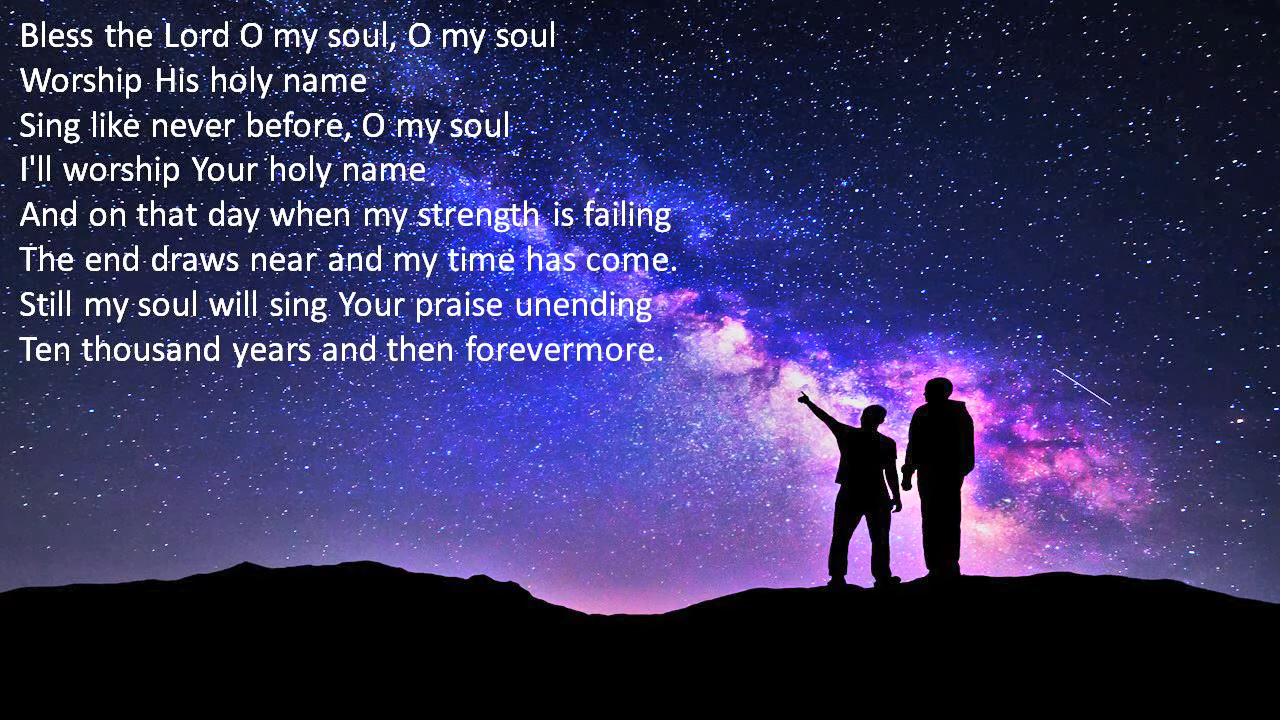 Bless the Lord O my soul, O my soul
Worship His holy name
Sing like never before, O my soul
I'll worship Your holy name
And on that day when my strength is failing
The end draws near and my time has come.
Still my soul will sing Your praise unending
Ten thousand years and then forevermore.